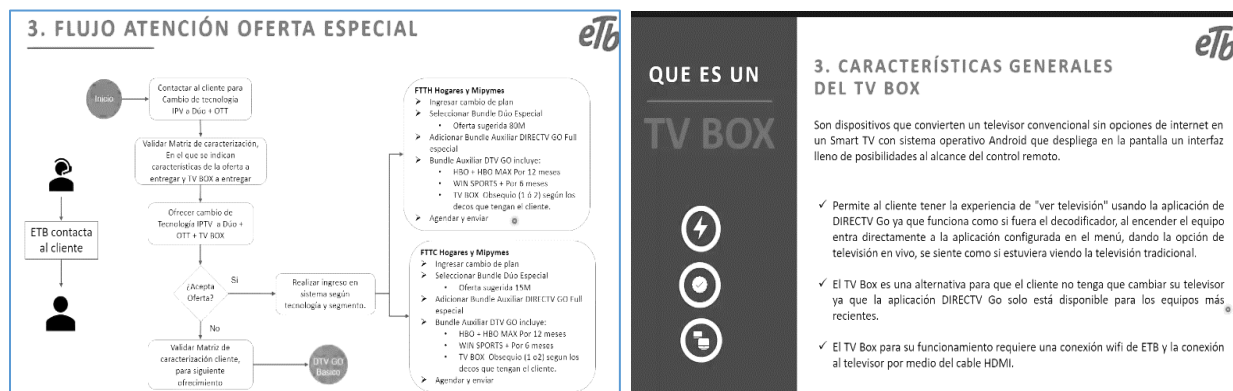 3. FLUJO ATENCIÓN OFERTA ESPECIAL
eTb
Inicio
Contactar al cliente para
Cambio de tecnología
IPV a Dúo + OTT
Validar Matriz de caracterización,
En el que se indican
características de la oferta a
entregar y TV BOX a entregar
ETB contacta
al cliente
Ofrecer cambio de
Tecnología IPTV a Dúo +
OTT + TV BOX
¿Acepta
Oferta?
Si
No
Realizar ingreso en
sistema según
tecnología y segmento.
Validar Matriz de
caracterización cliente,
para siguiente
ofrecimiento
DTV GO
Básico
FTTH Hogares y Mipymes
➢ Ingresar cambio de plan
➢ Seleccionar Bundle Dúo Especial
• Oferta sugerida 80M
➢ Adicionar Bundle Auxiliar DIRECTV GO Full
especial
➢ Bundle Auxiliar DTV GO incluye:
• HBO + HBO MAX Por 12 meses
• WIN SPORTS + Por 6 meses
• TV BOX Obsequio (1 ó 2) según los
decos que tengan el cliente.
➢ Agendar y enviar
FTTC Hogares y Mipymes
➢ Ingresar cambio de plan
➢ Seleccionar Bundle Dúo Especial
• Oferta sugerida 15M
➢ Adicionar Bundle Auxiliar DIRECTV GO Full
especial
➢ Bundle Auxiliar DTV GO incluye:
• HBO + HBO MAX Por 12 meses
• WIN SPORTS + Por 6 meses
• TV BOX Obsequio (1 o2) segun los
decos que tengan el cliente.
➢ Agendar y enviar
QUE ES UN
TV BOX
eTb
3. CARACTERÍSTICAS GENERALES
DEL TV BOX
Son dispositivos que convierten un televisor convencional sin opciones de internet en
un Smart TV con sistema operativo Android que despliega en la pantalla un interfaz
lleno de posibilidades al alcance del control remoto.
✓ Permite al cliente tener la experiencia de "ver televisión" usando la aplicación de
DIRECTV Go ya que funciona como si fuera el decodificador, al encender el equipo
entra directamente a la aplicación configurada en el menú, dando la opción de
televisión en vivo, se siente como si estuviera viendo la televisión tradicional.
✓ El TV Box es una alternativa para que el cliente no tenga que cambiar su televisor
ya que la aplicación DIRECTV Go solo está disponible para los equipos más
recientes.
✓ El TV Box para su funcionamiento requiere una conexión wifi de ETB y la conexión
al televisor por medio del cable HDMI.